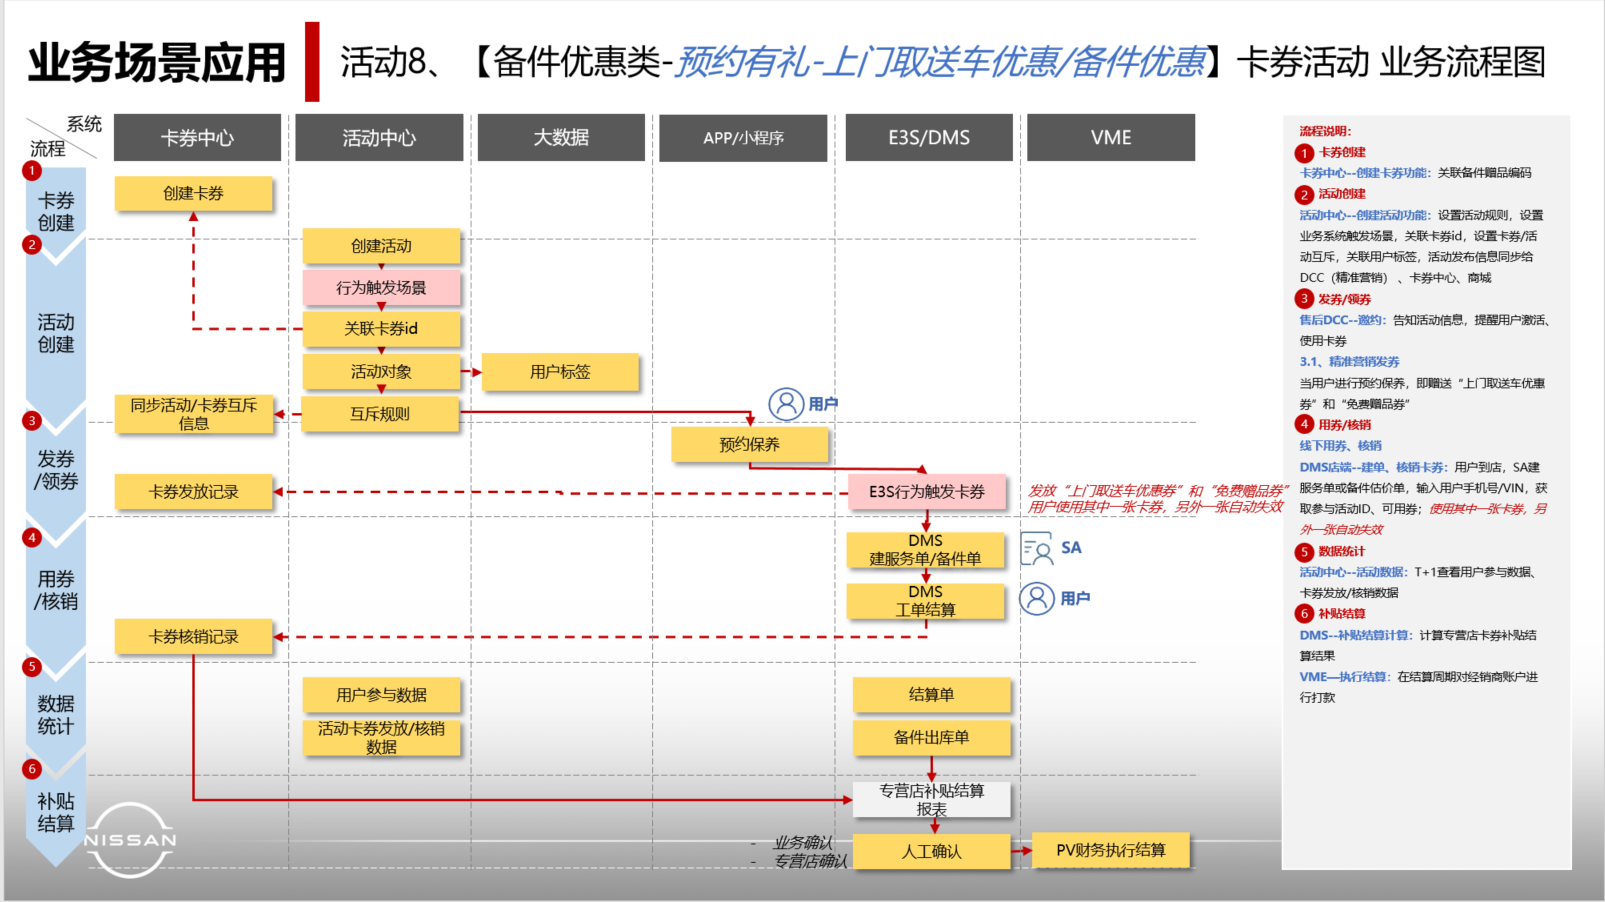 业务场景应用
活动8、【备件优惠类-预约有礼-上门取送车优惠/备件优惠】卡券活动 业务流程图
系统
流程
卡券中心
活动中心
大数据
APP/小程序
E3S/DMS
VME
1
卡券
创建
创建卡券
2
活动
创建
创建活动
行为触发场景
关联卡券id
活动对象
用户标签
同步活动/卡券互斥
信息
互斥规则
用户
3
发券
/领券
预约保养
卡券发放记录
E3S行为触发卡券
发放“上门取送车优惠券”和“免费赠品券”
用户使用其中一张卡券，另外一张自动失效
4
用券
/核销
DMS
建服务单/备件单
SA
DMS
工单结算
用户
卡券核销记录
5
数据
统计
用户参与数据
活动卡券发放/核销
数据
结算单
备件出库单
6
补贴
结算
专营店补贴结算
报表
- 业务确认
- 专营店确认
人工确认
PV财务执行结算
NISSAN
流程说明：
1 卡券创建
卡券中心--创建卡券功能：关联备件赠品编码
2 活动创建
活动中心--创建活动功能：设置活动规则，设置
业务系统触发场景，关联卡券id，设置卡券/活
动互斥，关联用户标签，活动发布信息同步给
DCC（精准营销）、卡券中心、商城
3 发券/领券
售后DCC--邀约：告知活动信息，提醒用户激活、
使用卡券
3.1、精准营销发券
当用户进行预约保养，即赠送“上门取送车优惠
券”和“免费赠品券”
4 用券/核销
线下用券、核销
DMS店端--建单、核销卡券：用户到店，SA建
服务单或备件估价单，输入用户手机号/VIN，获
取参与活动ID、可用券；使用其中一张卡券，另
外一张自动失效
5 数据统计
活动中心--活动数据：T+1查看用户参与数据、
卡券发放/核销数据
6 补贴结算
DMS--补贴结算计算：计算专营店卡券补贴结
算结果
VME—执行结算：在结算周期对经销商账户进
行打款